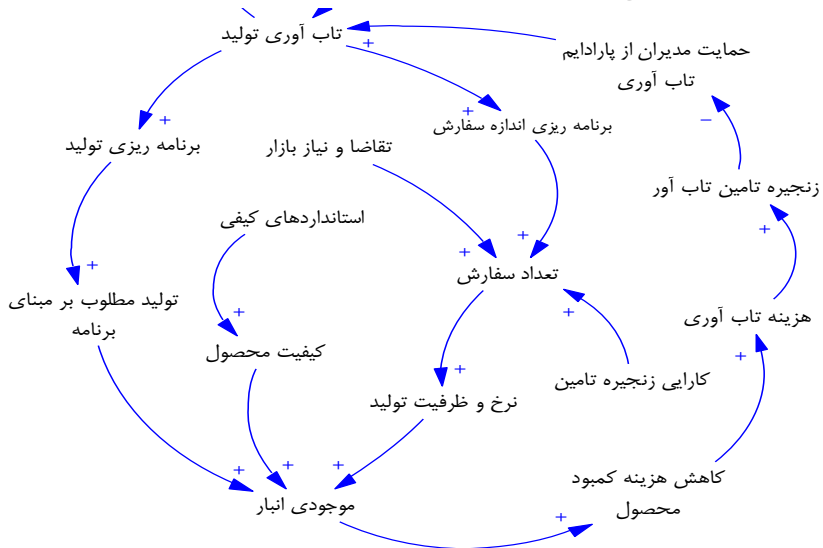 تاب آوری تولید
حمایت مدیران از پارادایم
تاب آوری
برنامه ریزی اندازه سفارش
برنامه ریزی تولید
تقاضا و نیاز بازار
زنجیره تامین تاب آور
استانداردهای کیفی
تعداد سفارش
تولید مطلوب بر مبنای
برنامه
هزینه تاب آوری
کیفیت محصول
کارایی زنجیره تامین
نرخ و ظرفیت تولید
کاهش هزینه کمبود
محصول
موجودی انبار